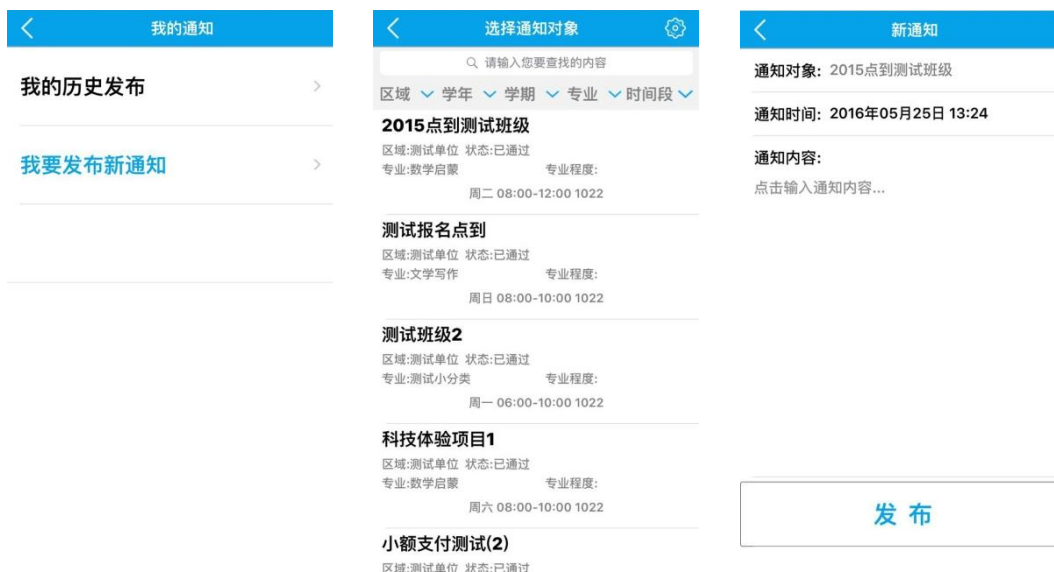 我的通知
我的历史发布
我要发布新通知
选择通知对象
请输入您要查找的内容
区域 学年 学期 专业 时间段
2015点到测试班级
区域:测试单位 状态:已通过
专业:数学启蒙 专业程度:
周二 08:00-12:00 1022
测试报名点到
区域:测试单位 状态:已通过
专业:文学写作 专业程度:
周日 08:00-10:00 1022
测试班级2
区域:测试单位 状态:已通过
专业:测试小分类 专业程度:
周一 06:00-10:00 1022
科技体验项目1
区域:测试单位 状态:已通过
专业:数学启蒙 专业程度:
周六 08:00-10:00 1022
小额支付测试(2)
区域:测试单位 状态:已通过
新通知
通知对象: 2015点到测试班级
通知时间: 2016年05月25日 13:24
通知内容:
点击输入通知内容...
发 布